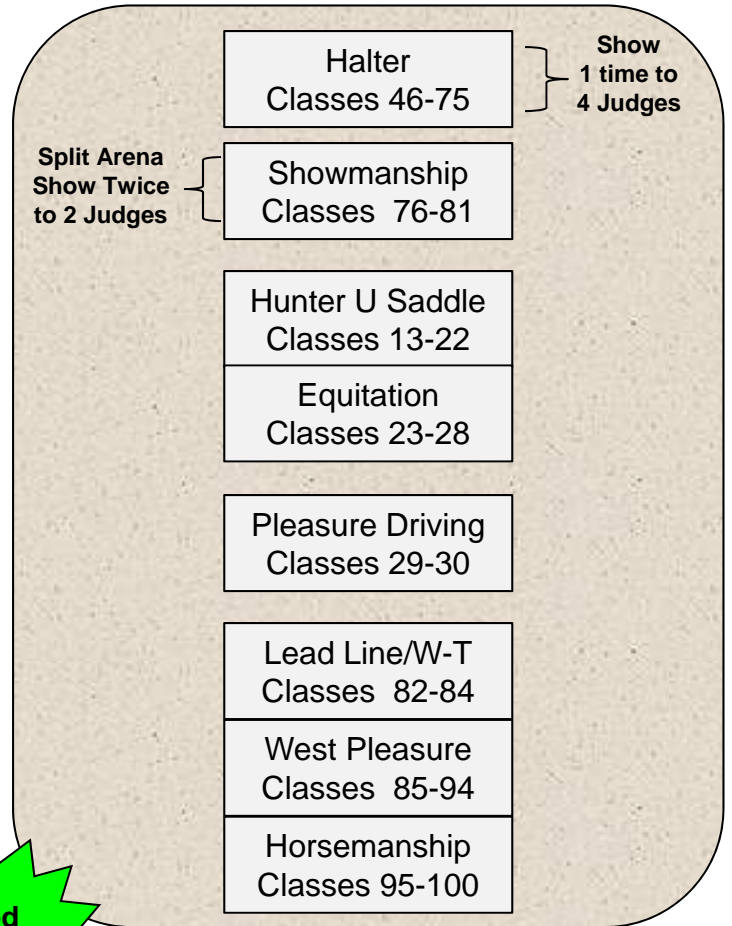 Halter
Classes 46-75
Show
1 time to
4 Judges
Split Arena
Show Twice
to 2 Judges
Showmanship
Classes 76-81
Hunter U Saddle
Classes 13-22
Equitation
Classes 23-28
Pleasure Driving
Classes 29-30
Lead Line/W-T
Classes 82-84
West Pleasure
Classes 85-94
Horsemanship
Classes 95-100